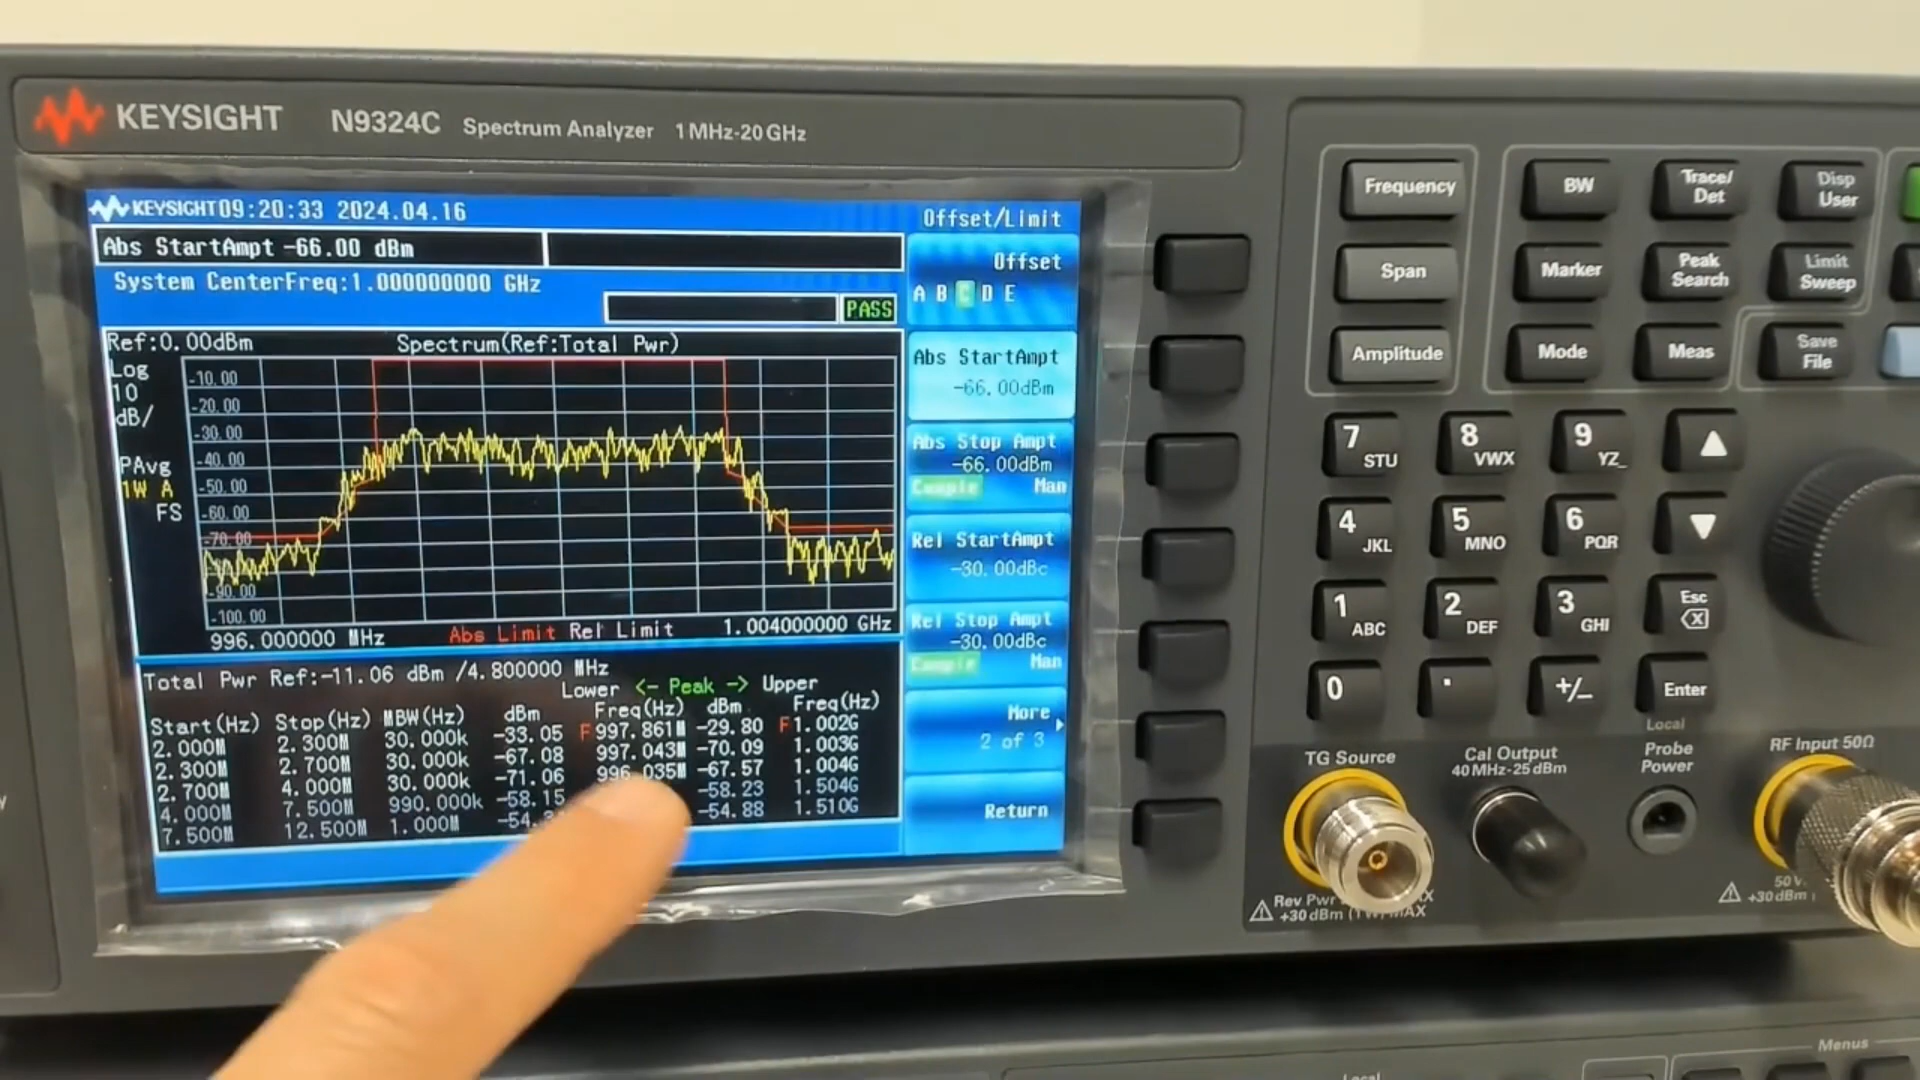 KEYSIGHT N9324C Spectrum Analyzer 1 MHz-20 GHz
KEYSIGHT 09:20:33 2024.04.16
Abs StartAmpt -66.00 dBm
System CenterFreq:1.000000000 GHz
PASS
Ref:0.00dBm Spectrum(Ref:Total Pwr)
Log
10
dB/
PAvg
1W A
FS
-10.00
-20.00
-30.00
-40.00
-50.00
-60.00
-70.00
-90.00
-100.00
996.000000 MHz Abs Limit Rel Limit 1.004000000 GHz
Total Pwr Ref:-11.06 dBm /4.800000 MHz
Lower <- Peak -> Upper
Start(Hz) Stop(Hz) MBW(Hz) dBm Freq(Hz) dBm Freq(Hz)
2.000M 2.300M 30.000k -33.05 F 997.861M -29.80 F 1.002G
2.300M 2.700M 30.000k -67.08 997.043M -70.09 1.003G
2.700M 4.000M 30.000k -71.06 996.035M -67.57 1.004G
4.000M 7.500M 990.000k -58.15 -58.23 1.504G
7.500M 12.500M 1.000M -54.88 1.510G
Offset/Limit
Offset
A B C D E
Abs StartAmpt
-66.00dBm
Abs Stop Ampt
-66.00dBm
Couple Man
Rel StartAmpt
-30.00dBc
Rel Stop Ampt
-30.00dBc
Couple Man
More
2 of 3
Return
Frequency
Span
Amplitude
BW
Trace/
Det
Disp
User
Marker
Peak
Search
Limit
Sweep
Mode
Meas
Save
File
7 STU
8 VWX
9 YZ_
4 JKL
5 MNO
6 PQR
1 ABC
2 DEF
3 GHI
Esc
0
.
+/_
Enter
Local
TG Source
Cal Output
40 MHz-25 dBm
Probe
Power
RF Input 50Ω
Rev Pwr
+30 dBm (1W) MAX
50 V
+30dBm
Menus
Local